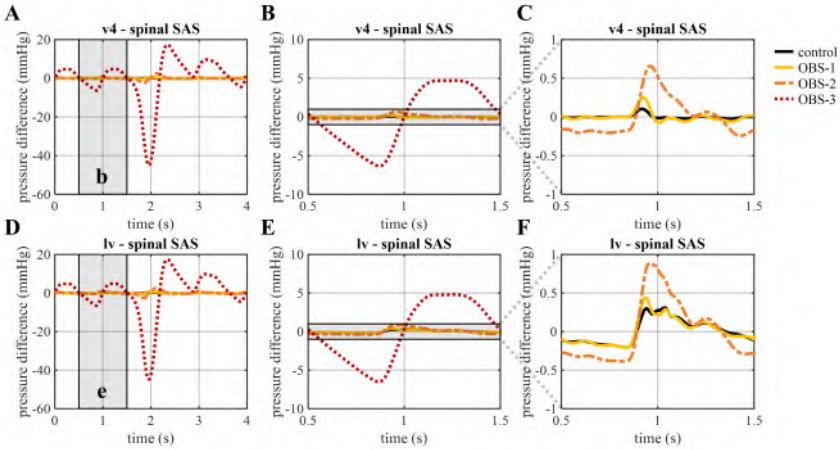 A
v4 - spinal SAS
pressure difference (mmHg)
20
0
-20
-40
-60
0
1
2
3
4
time (s)
b
B
v4 - spinal SAS
pressure difference (mmHg)
10
5
0
-5
-10
0.5
1
1.5
time (s)
C
v4 - spinal SAS
pressure difference (mmHg)
1
0.5
0
-0.5
-1
0.5
1
1.5
time (s)
control
OBS-1
OBS-2
OBS-3
D
lv - spinal SAS
pressure difference (mmHg)
20
0
-20
-40
-60
0
1
2
3
4
time (s)
e
E
lv - spinal SAS
pressure difference (mmHg)
10
5
0
-5
-10
0.5
1
1.5
time (s)
F
lv - spinal SAS
pressure difference (mmHg)
1
0.5
0
-0.5
-1
0.5
1
1.5
time (s)